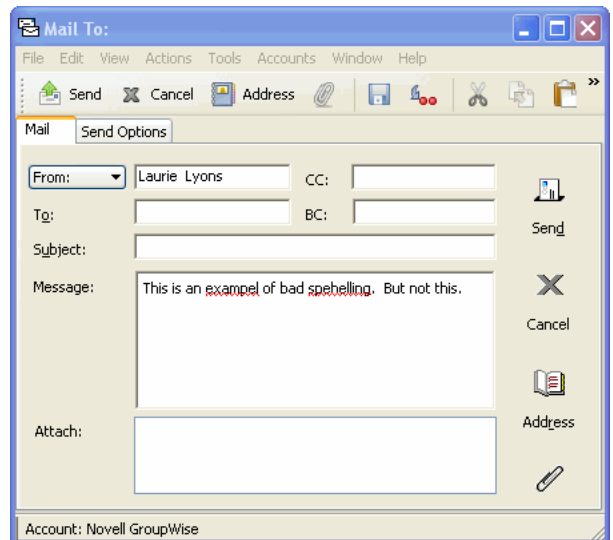 Mail To:
File Edit View Actions Tools Accounts Window Help
Send Cancel Address »
Mail Send Options
From: Laurie Lyons CC:
To: BC:
Subject:
Message: This is an exampel of bad spehelling. But not this.
Send
Cancel
Address
Attach:
Account: Novell GroupWise